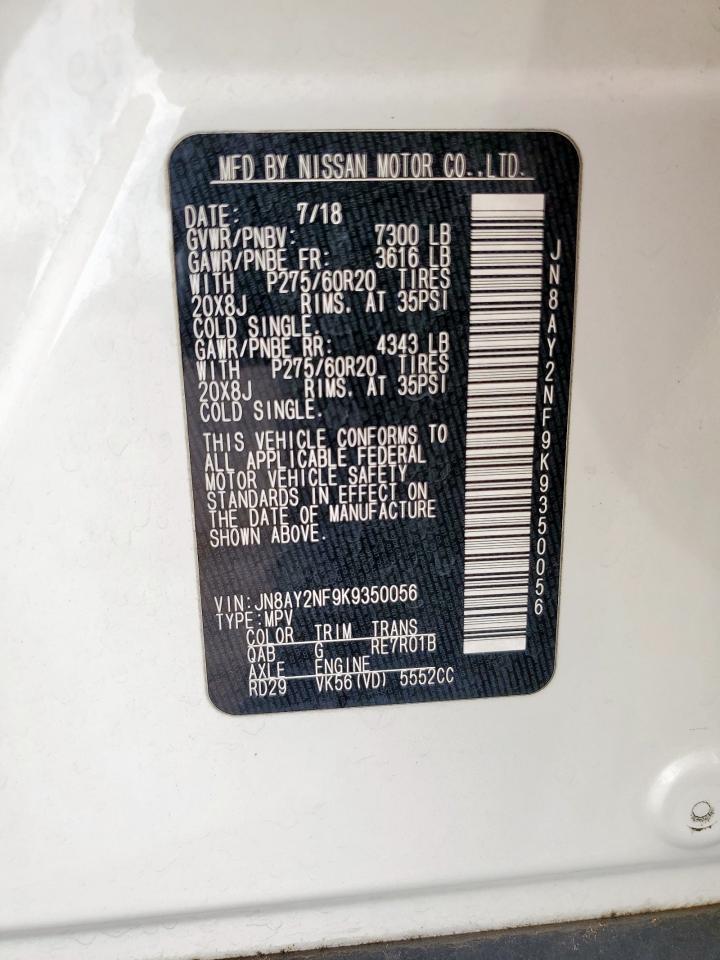 MFD BY NISSAN MOTOR CO.,LTD.
DATE: 7/18
GVWR/PNBV: 7300 LB
GAWR/PNBE FR: 3616 LB
WITH P275/60R20 TIRES
20X8J RIMS. AT 35PSI
COLD SINGLE.
GAWR/PNBE RR: 4343 LB
WITH P275/60R20 TIRES
20X8J RIMS. AT 35PSI
COLD SINGLE.
THIS VEHICLE CONFORMS TO
ALL APPLICABLE FEDERAL
MOTOR VEHICLE SAFETY
STANDARDS IN EFFECT ON
THE DATE OF MANUFACTURE
SHOWN ABOVE.
VIN:JN8AY2NF9K9350056
TYPE:MPV
COLOR TRIM TRANS
QAB G RE7R01B
AXLE ENGINE
RD29 VK56(VD) 5552CC
JN8AY2NF9K9350056